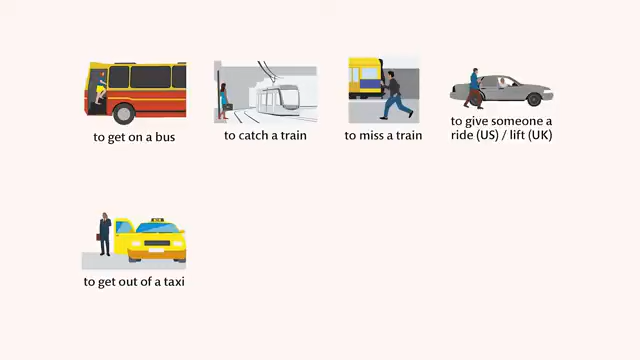 to get on a bus
to catch a train
to miss a train
to give someone a
ride (US) / lift (UK)
to get out of a taxi